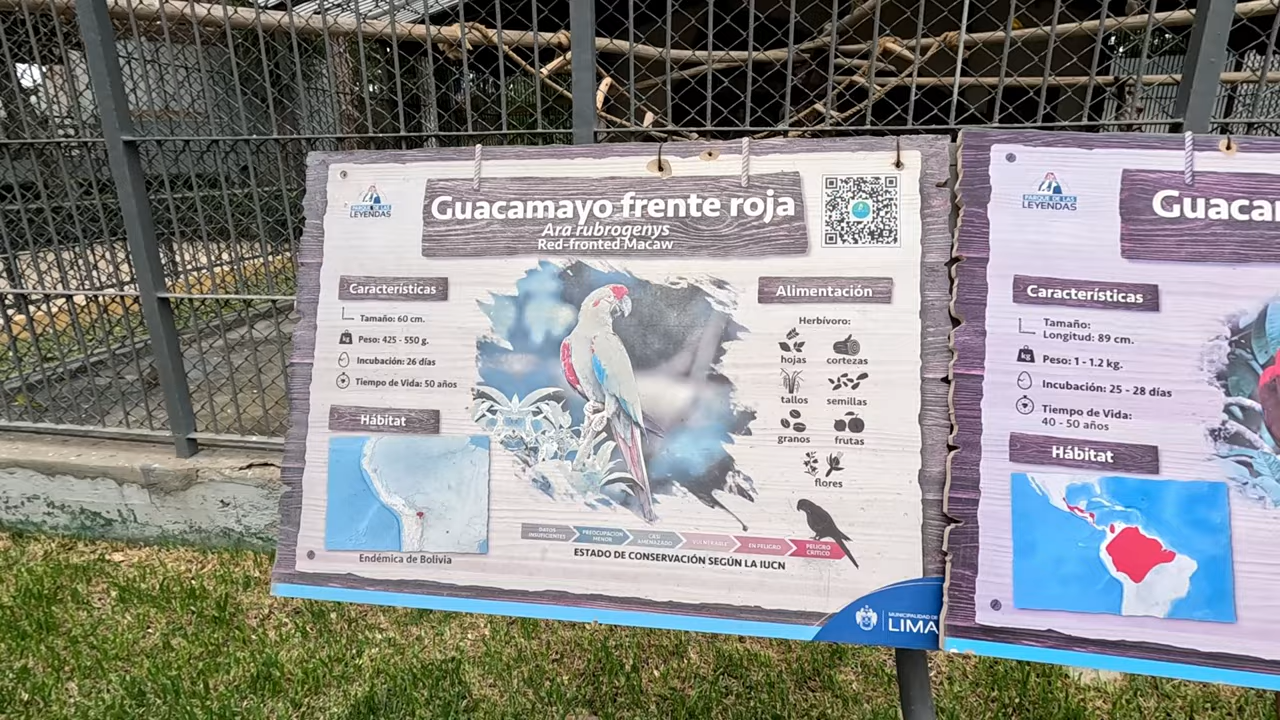 PARQUE DE LAS
LEYENDAS
Guacamayo frente roja
Ara rubrogenys
Red-fronted Macaw
Características
Tamaño: 60 cm.
kg
Peso: 425 - 550 g.
Incubación: 26 días
Tiempo de Vida: 50 años
Hábitat
Endémica de Bolivia
Alimentación
Herbívoro:
hojas
cortezas
tallos
semillas
granos
frutas
flores
DATOS
INSUFICIENTES
PREOCUPACIÓN
MENOR
CASI
AMENAZADO
VULNERABLE
EN PELIGRO
PELIGRO
CRÍTICO
ESTADO DE CONSERVACIÓN SEGÚN LA IUCN
MUNICIPALIDAD DE
LIMA
PARQUE DE LAS
LEYENDAS
Guaca
Características
Tamaño:
Longitud: 89 cm.
kg
Peso: 1 - 1.2 kg.
Incubación: 25 - 28 días
Tiempo de Vida:
40 - 50 años
Hábitat